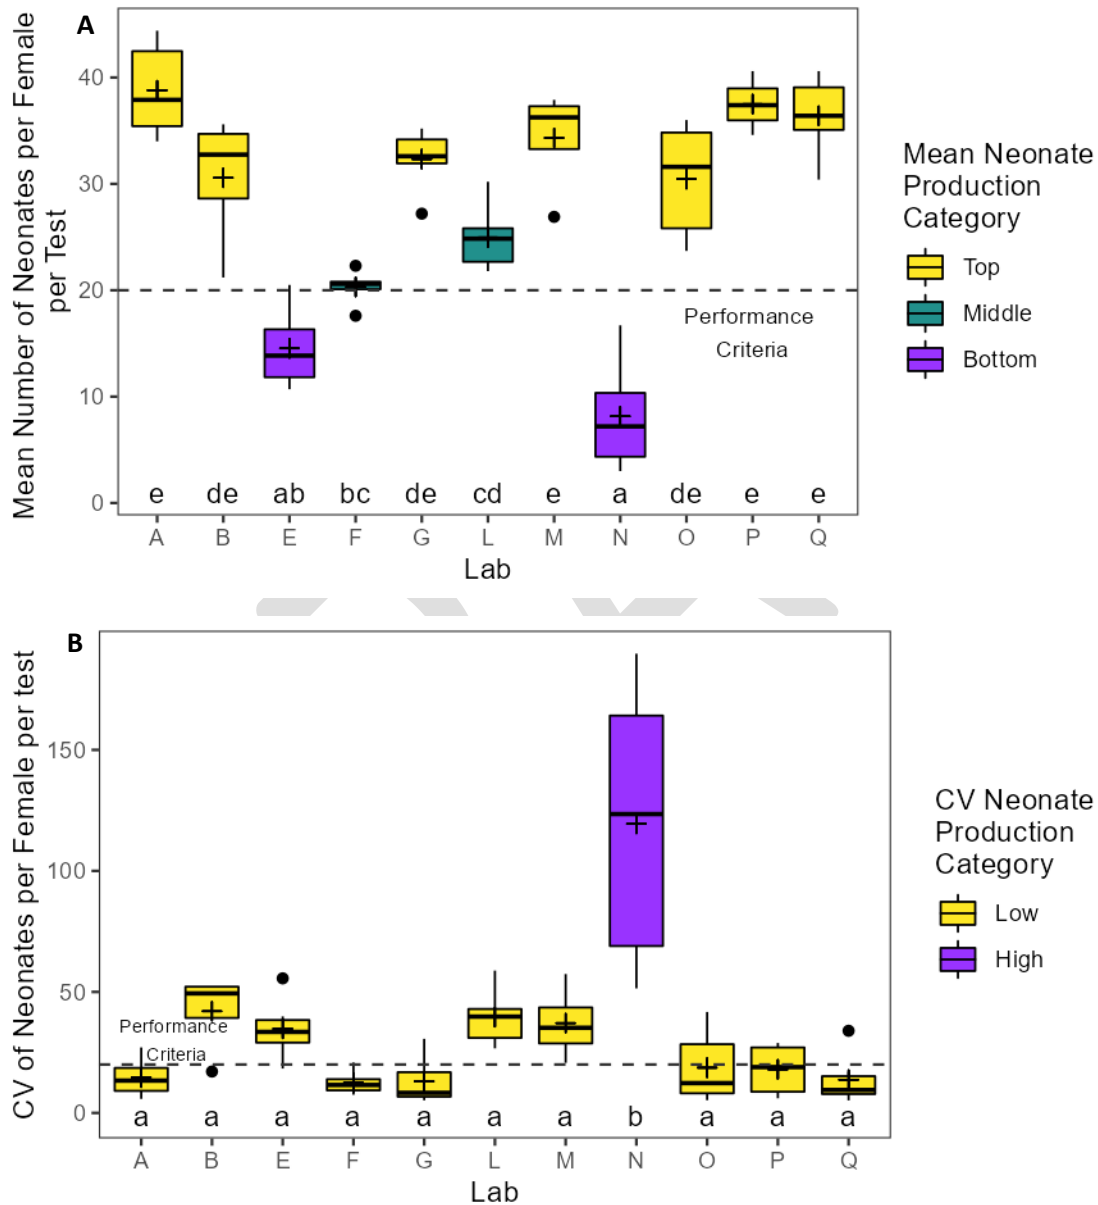 A
Mean Number of Neonates per Female
per Test
40
30
20
10
0
Performance
Criteria
e de ab bc de cd e a de e e
A B E F G L M N O P Q
Lab
Mean Neonate
Production
Category
Top
Middle
Bottom
B
CV of Neonates per Female per test
150
100
50
0
Performance
Criteria
a a a a a a a b a a a
A B E F G L M N O P Q
Lab
CV Neonate
Production
Category
Low
High